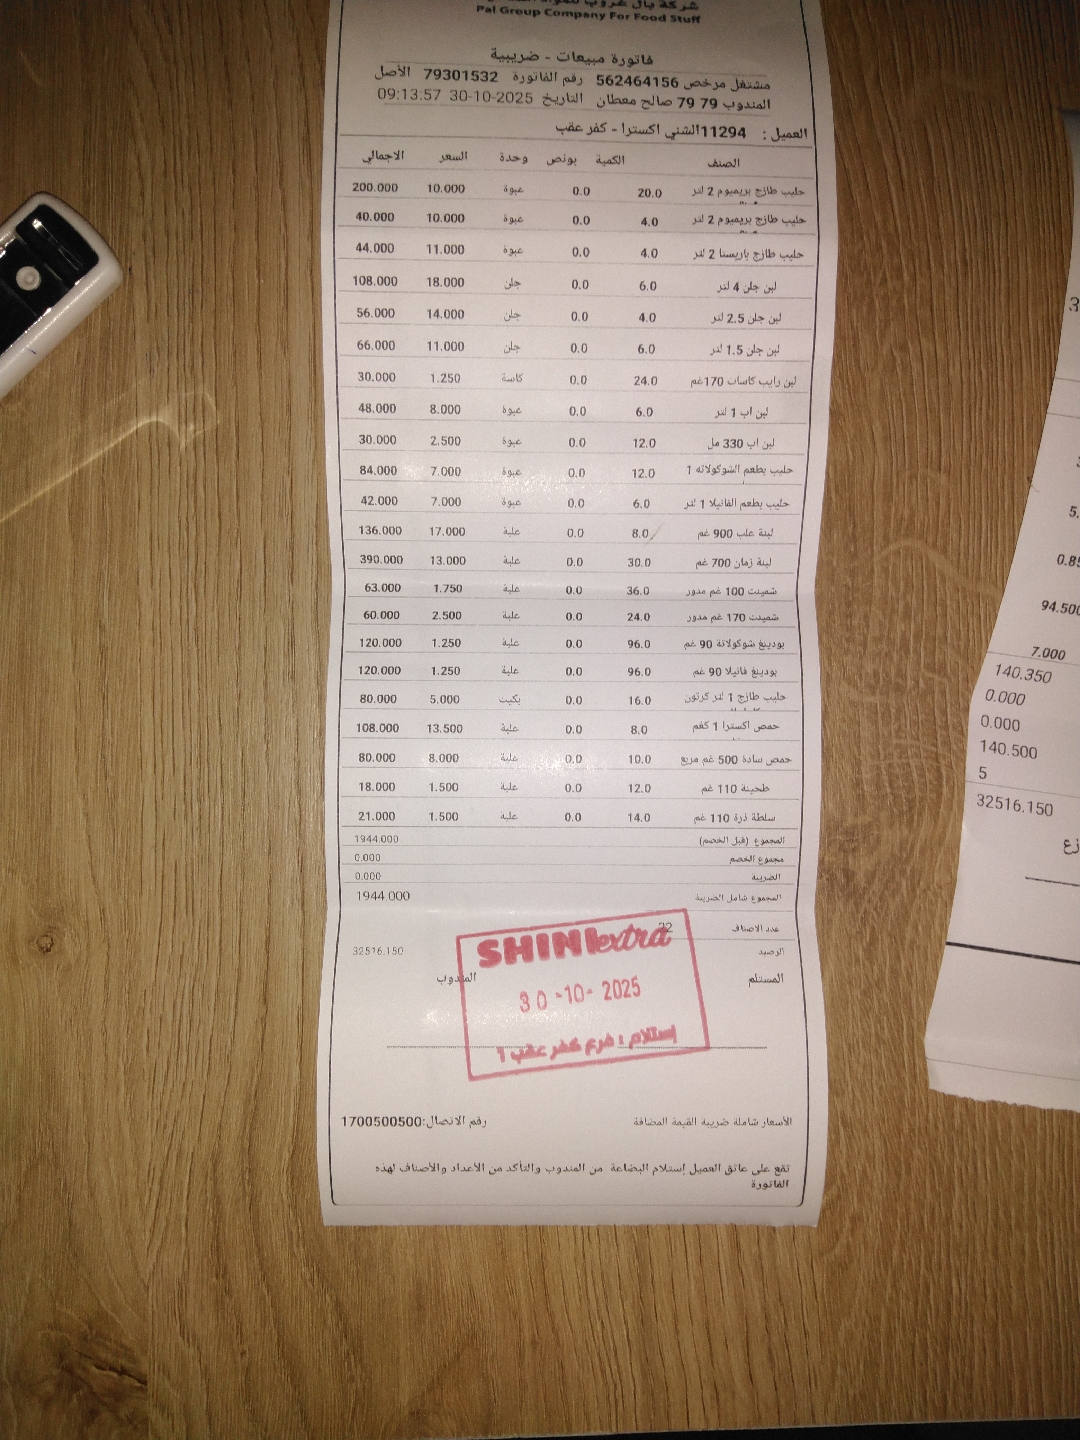 شركة بال غروب للمواد
Pal Group Company For Food Stuff
فاتورة مبيعات - ضريبية
مشتغل مرخص 562464156 رقم الفاتورة 79301532 الأصل
المندوب 79 79 صالح معطان التاريخ 30-10-2025 09:13:57
العميل : 11294الشني اكسترا - كفر عقب
الصنف الكمية بونص وحدة السعر الاجمالي
حليب طازج بريميوم 2 لتر 20.0 0.0 عبوة 10.000 200.000
حليب طازج بريميوم 2 لتر 4.0 0.0 عبوة 10.000 40.000
حليب طازج باريستا 2 لتر 4.0 0.0 عبوة 11.000 44.000
لبن جلن 4 لتر 6.0 0.0 جلن 18.000 108.000
لبن جلن 2.5 لتر 4.0 0.0 جلن 14.000 56.000
لبن جلن 1.5 لتر 6.0 0.0 جلن 11.000 66.000
لبن رايب كاسات 170غم 24.0 0.0 كاسة 1.250 30.000
لبن اب 1 لتر 6.0 0.0 عبوة 8.000 48.000
لبن اب 330 مل 12.0 0.0 عبوة 2.500 30.000
حليب بطعم الشوكولاته 1 12.0 0.0 عبوة 7.000 84.000
حليب بطعم الفانيلا 1 لتر 6.0 0.0 عبوة 7.000 42.000
لبنة علب 900 غم 8.0 0.0 علبة 17.000 136.000
لبنة زمان 700 غم 30.0 0.0 علبة 13.000 390.000
شمينت 100 غم مدور 36.0 0.0 علبة 1.750 63.000
شمينت 170 غم مدور 24.0 0.0 علبة 2.500 60.000
بودينغ شوكولاتة 90 غم 96.0 0.0 علبة 1.250 120.000
بودينغ فانيلا 90 غم 96.0 0.0 علبة 1.250 120.000
حليب طازج 1 لتر كرتون 16.0 0.0 بكيت 5.000 80.000
حمص اكسترا 1 كغم 8.0 0.0 علبة 13.500 108.000
حمص سادة 500 غم مربع 10.0 0.0 علبة 8.000 80.000
طحينة 110 غم 12.0 0.0 علبة 1.500 18.000
سلطة ذرة 110 غم 14.0 0.0 علبة 1.500 21.000
المجموع (قبل الخصم) 1944.000
مجموع الخصم 0.000
الضريبة 0.000
المجموع شامل الضريبة 1944.000
عدد الاصناف 22
الرصيد 32516.150
المستلم المندوب
SHINI extra
30-10-2025
إستلام : فرع كفر عقب 1
الأسعار شاملة ضريبة القيمة المضافة رقم الاتصال:1700500500
تقع على عاتق العميل إستلام البضاعة من المندوب والتأكد من الأعداد والأصناف لهذه
الفاتورة
94.500
7.000
140.350
0.000
0.000
140.500
5
32516.150